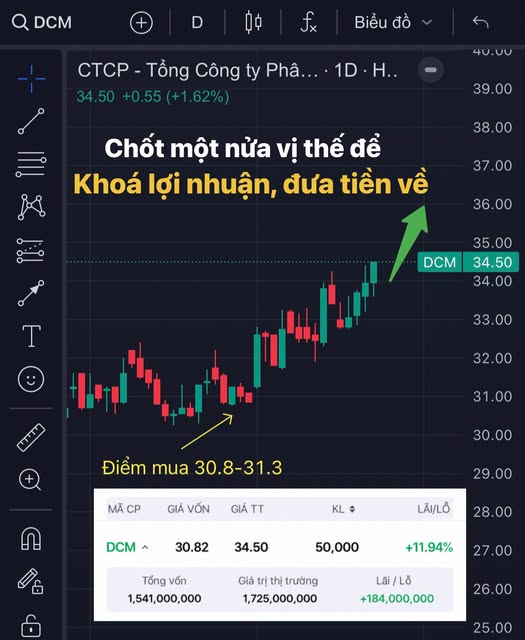 DCM
D
Biểu đồ
CTCP - Tổng Công ty Phâ... · 1D · H..
34.50 +0.55 (+1.62%)
Chốt một nửa vị thế để
Khoá lợi nhuận, đưa tiền về
40.00
39.00
38.00
37.00
36.00
35.00
DCM 34.50
34.00
33.00
32.00
31.00
30.00
29.00
28.00
27.00
26.00
25.00
Điểm mua 30.8-31.3
MÃ CP GIÁ VỐN GIÁ TT KL LÃI/LỖ
DCM 30.82 34.50 50,000 +11.94%
Tổng vốn Giá trị thị trường Lãi / Lỗ
1,541,000,000 1,725,000,000 +184,000,000